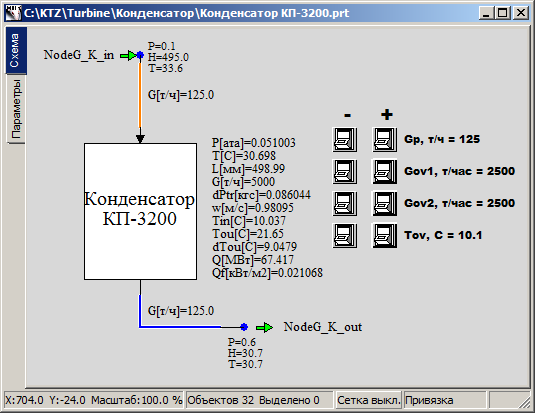 C:\KTZ\Turbine\Конденсатор\Конденсатор КП-3200.prt
Схема
Параметры
NodeG_K_in
P=0.1
H=495.0
T=33.6
G[т/ч]=125.0
Конденсатор
КП-3200
P[ата]=0.051003
T[C]=30.698
L[мм]=498.99
G[т/ч]=5000
dPtr[кгс]=0.086044
w[м/с]=0.98095
Tin[C]=10.037
Tou[C]=21.65
dTou[C]=9.0479
Q[МВт]=67.417
Qf[кВт/м2]=0.021068
- +
Gp, т/ч = 125
Gov1, т/час = 2500
Gov2, т/час = 2500
Tov, C = 10.1
G[т/ч]=125.0
NodeG_K_out
P=0.6
H=30.7
T=30.7
X:704.0 Y:-24.0 Масштаб:100.0 %
Объектов 32 Выделено 0
Сетка выкл.
Привязка